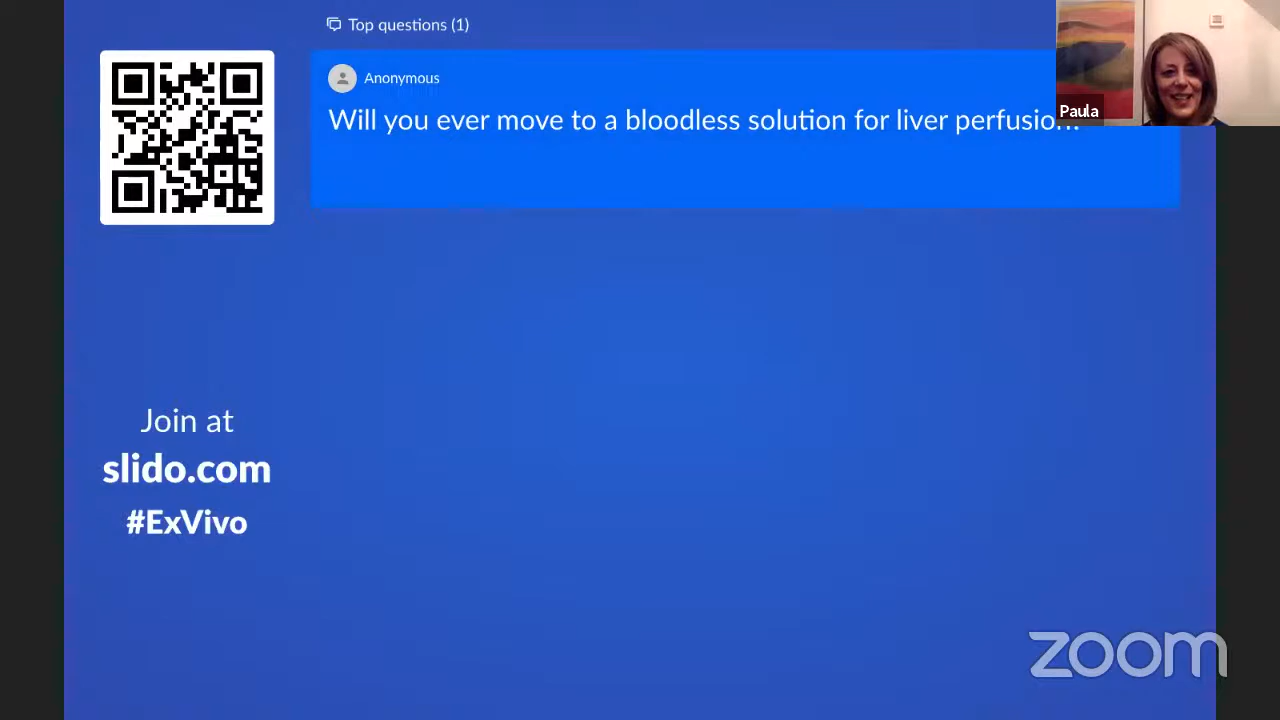 Top questions (1)
Anonymous
Will you ever move to a bloodless solution for liver perfusion?
Paula
Join at
slido.com
#ExVivo
zoom